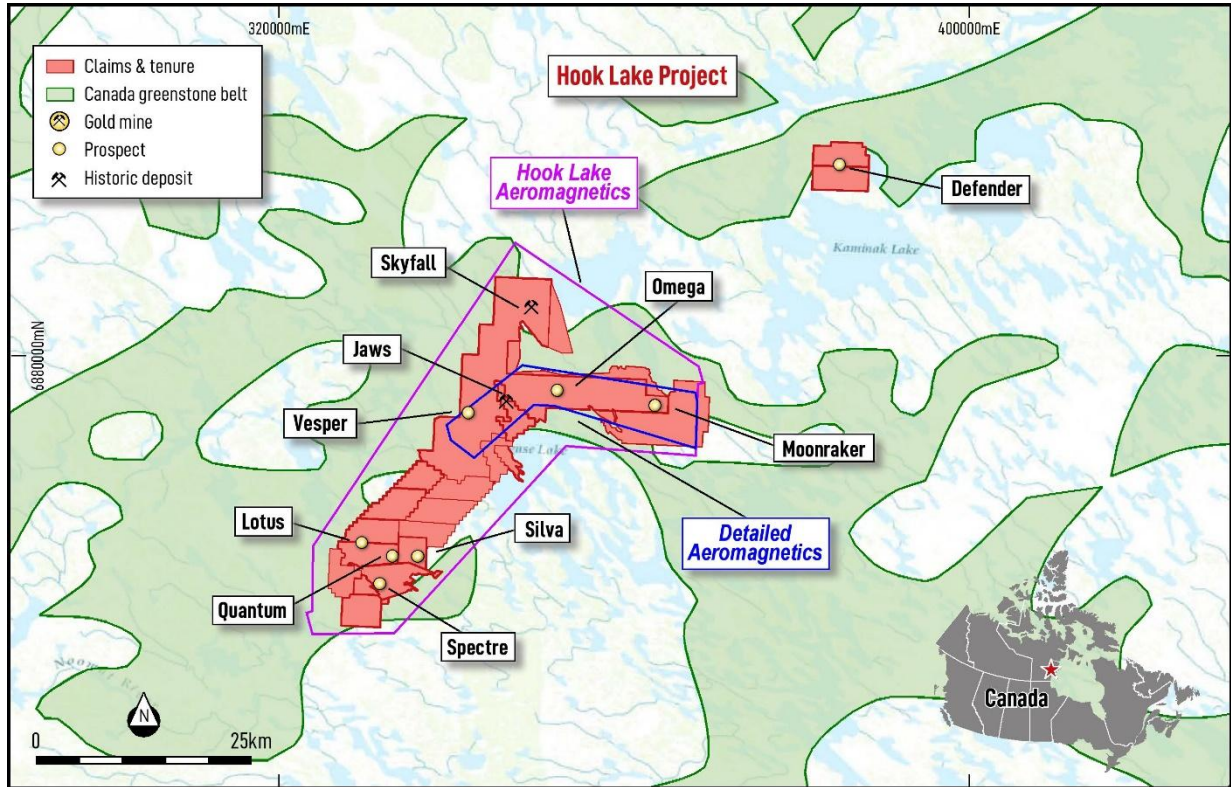 320000mE
400000mE
Claims & tenure
Canada greenstone belt
Gold mine
Prospect
Historic deposit
Hook Lake Project
Hook Lake
Aeromagnetics
Defender
Kaminak Lake
Skyfall
Omega
6880000mN
Jaws
Vesper
Moonraker
Lake
Lotus
Silva
Detailed
Aeromagnetics
Quantum
Spectre
N
Canada
0
25km